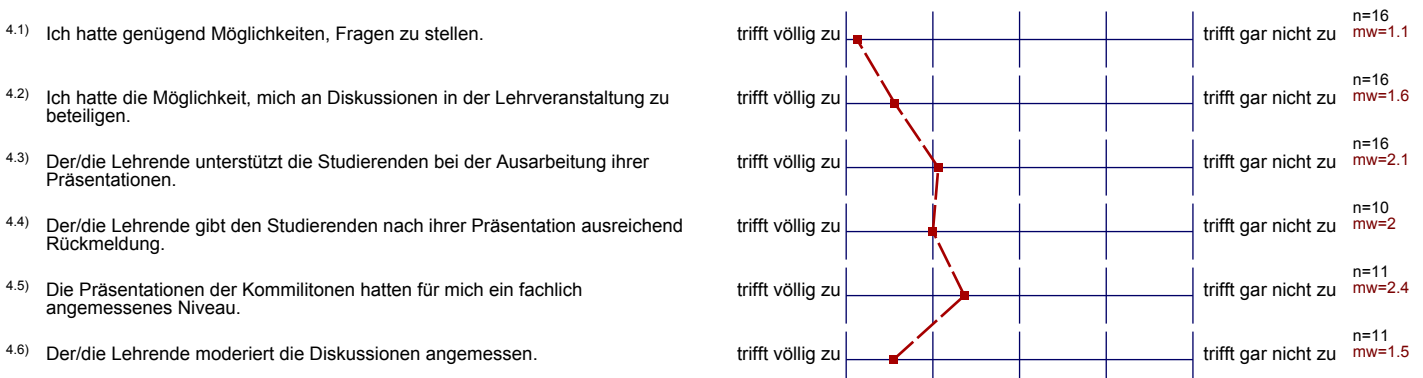 4.1) Ich hatte genügend Möglichkeiten, Fragen zu stellen. trifft völlig zu trifft gar nicht zu n=16
mw=1.1
4.2) Ich hatte die Möglichkeit, mich an Diskussionen in der Lehrveranstaltung zu trifft völlig zu trifft gar nicht zu n=16
beteiligen. mw=1.6
4.3) Der/die Lehrende unterstützt die Studierenden bei der Ausarbeitung ihrer trifft völlig zu trifft gar nicht zu n=16
Präsentationen. mw=2.1
4.4) Der/die Lehrende gibt den Studierenden nach ihrer Präsentation ausreichend trifft völlig zu trifft gar nicht zu n=10
Rückmeldung. mw=2
4.5) Die Präsentationen der Kommilitonen hatten für mich ein fachlich trifft völlig zu trifft gar nicht zu n=11
angemessenes Niveau. mw=2.4
4.6) Der/die Lehrende moderiert die Diskussionen angemessen. trifft völlig zu trifft gar nicht zu n=11
mw=1.5